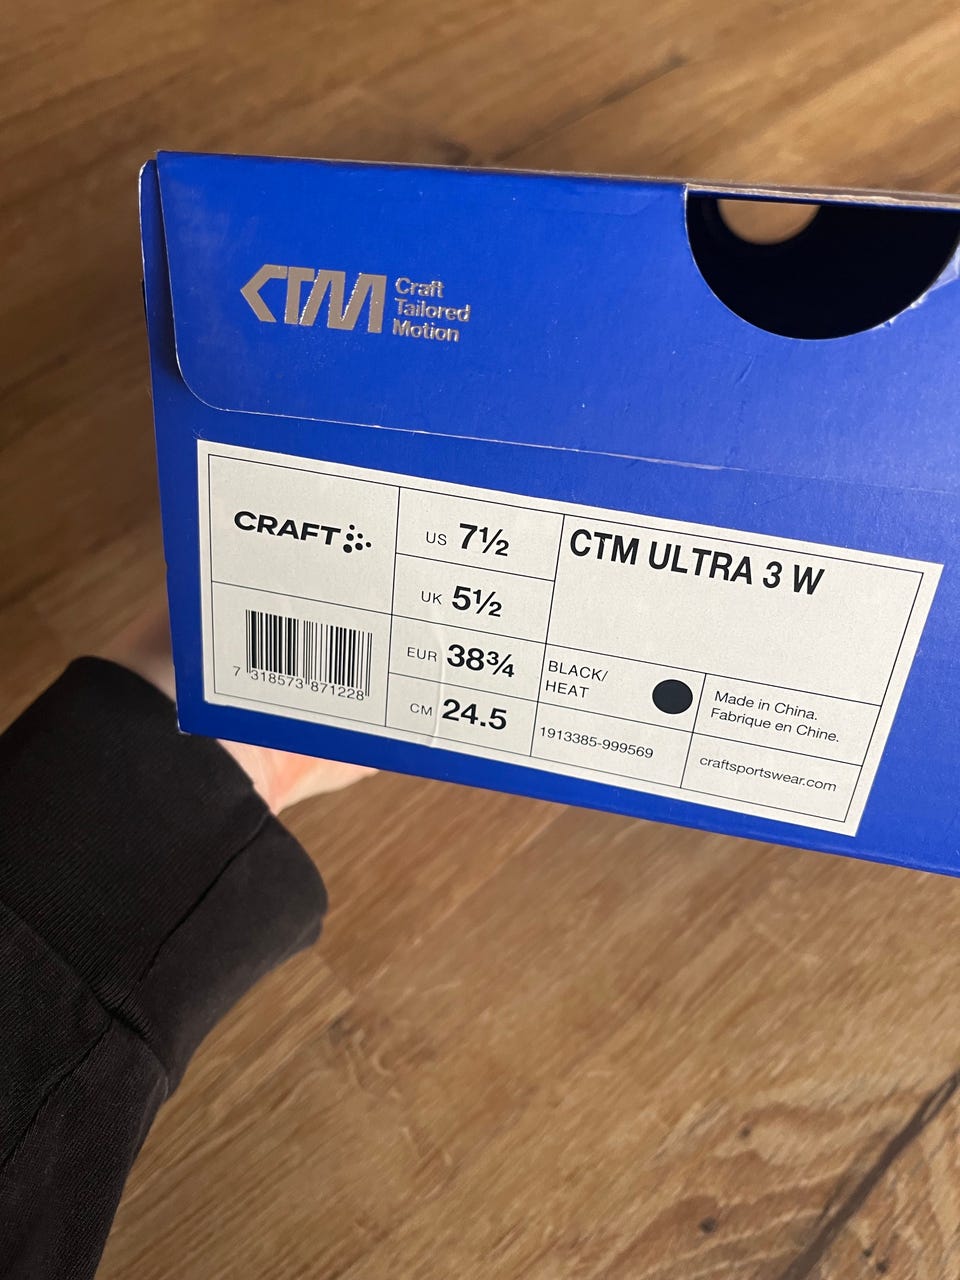 CTM Craft
Tailored
Motion
CRAFT
US 7½
UK 5½
EUR 38¾
CM 24.5
CTM ULTRA 3 W
BLACK/
HEAT
1913385-999569
Made in China.
Fabrique en Chine.
craftsportswear.com
7 318573 871228